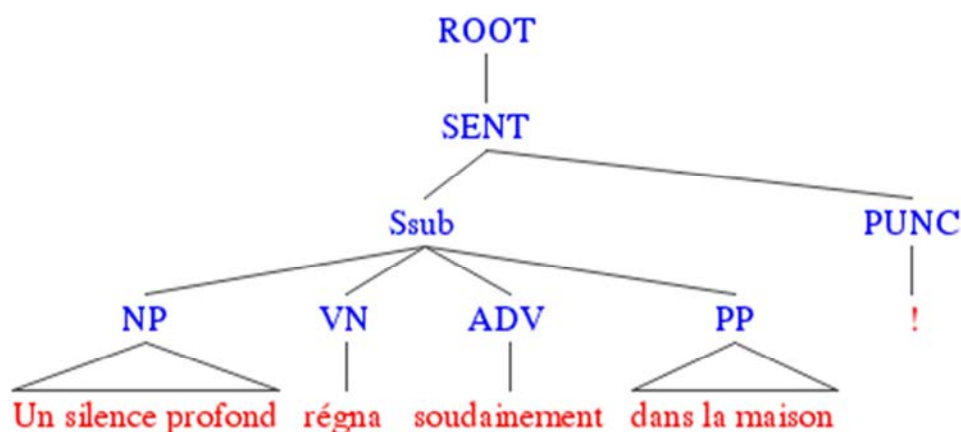 ROOT
SENT
Ssub PUNC
NP VN ADV PP !
Un silence profond régna soudainement dans la maison